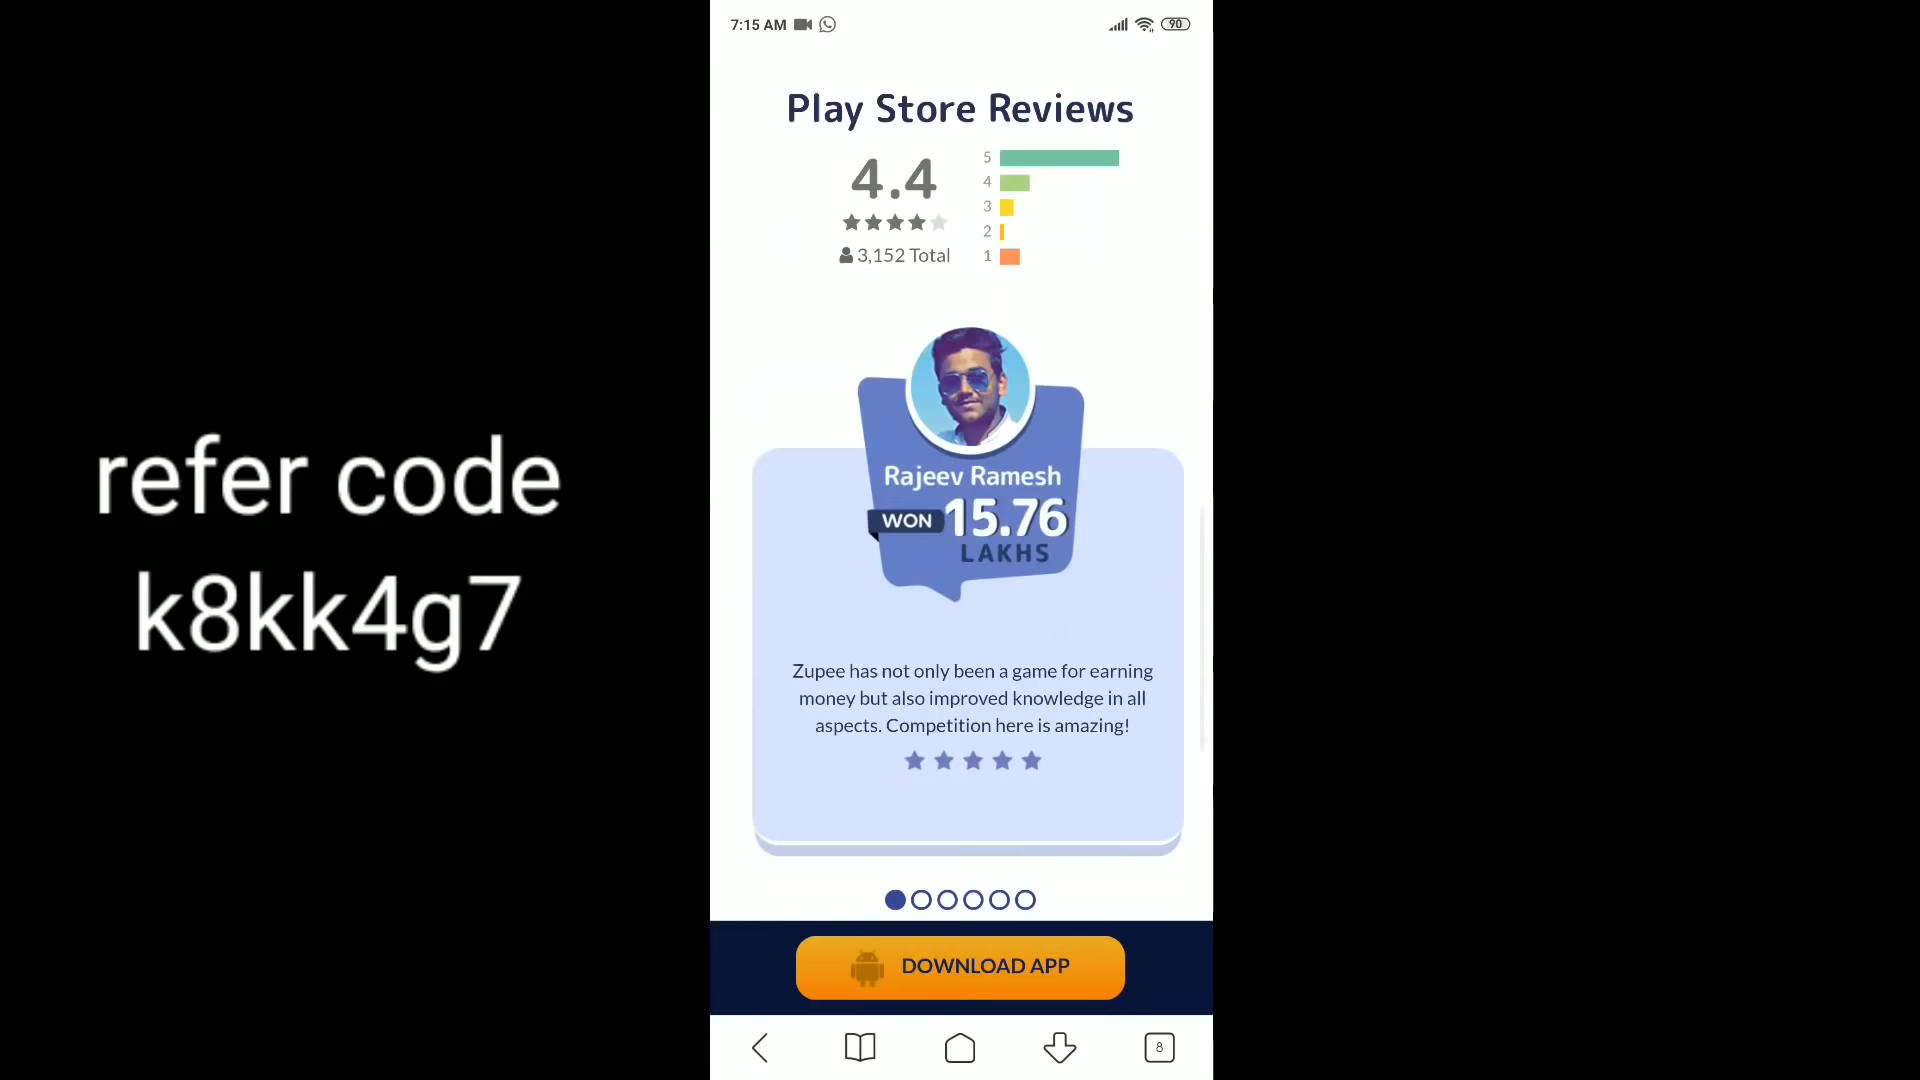 7:15 AM
90
Play Store Reviews
4.4
3,152 Total
5
4
3
2
1
refer code
k8kk4g7
Rajeev Ramesh
WON 15.76
LAKHS
Zupee has not only been a game for earning
money but also improved knowledge in all
aspects. Competition here is amazing!
DOWNLOAD APP
8